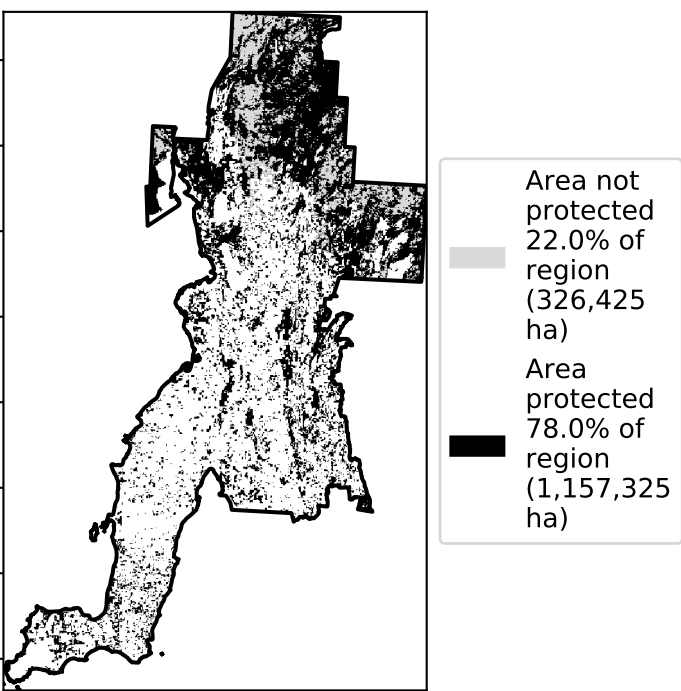 Area not
protected
22.0% of
region
(326,425
ha)
Area
protected
78.0% of
region
(1,157,325
ha)